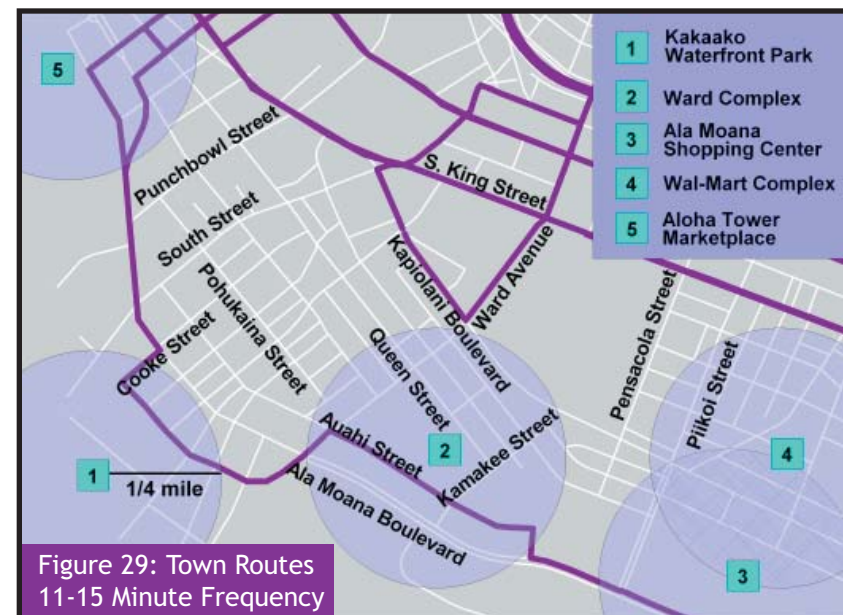 1 Kakaako
Waterfront Park
2 Ward Complex
3 Ala Moana
Shopping Center
4 Wal-Mart Complex
5 Aloha Tower
Marketplace
5
Punchbowl Street
S. King Street
South Street
Kapiolani Boulevard
Ward Avenue
Pohukaina Street
Cooke Street
Queen Street
Pensacola Street
Piikoi Street
Auahi Street
2
Kamakee Street
4
1
1/4 mile
Ala Moana Boulevard
3
Figure 29: Town Routes
11-15 Minute Frequency